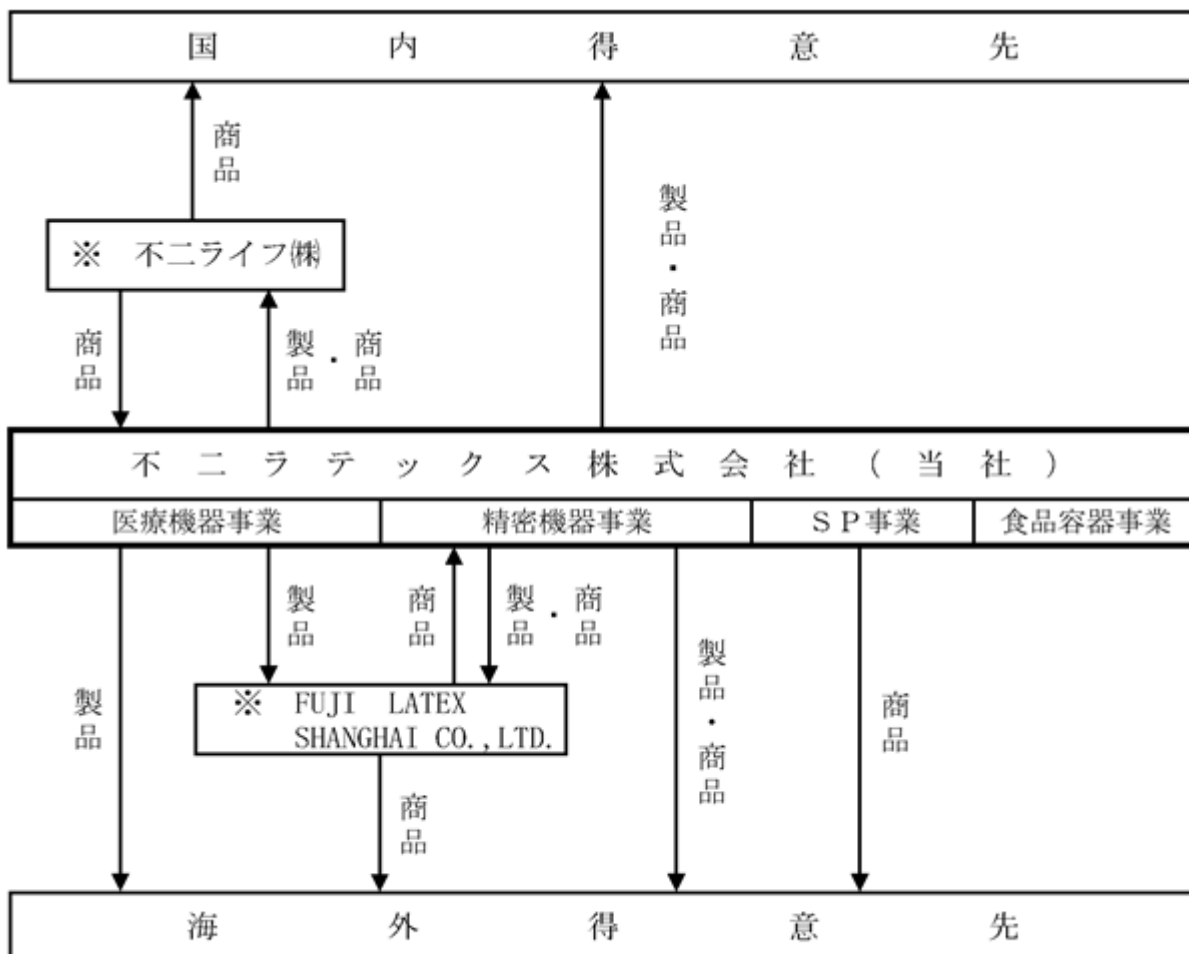 国内得意先
商品
製品・商品
※ 不二ライフ㈱
商品
製品・商品
不二ラテックス株式会社(当社)
医療機器事業
精密機器事業
SP事業
食品容器事業
製品
商品
製品・商品
製品
※ FUJI LATEX
SHANGHAI CO.,LTD.
製品・商品
商品
商品
海外得意先